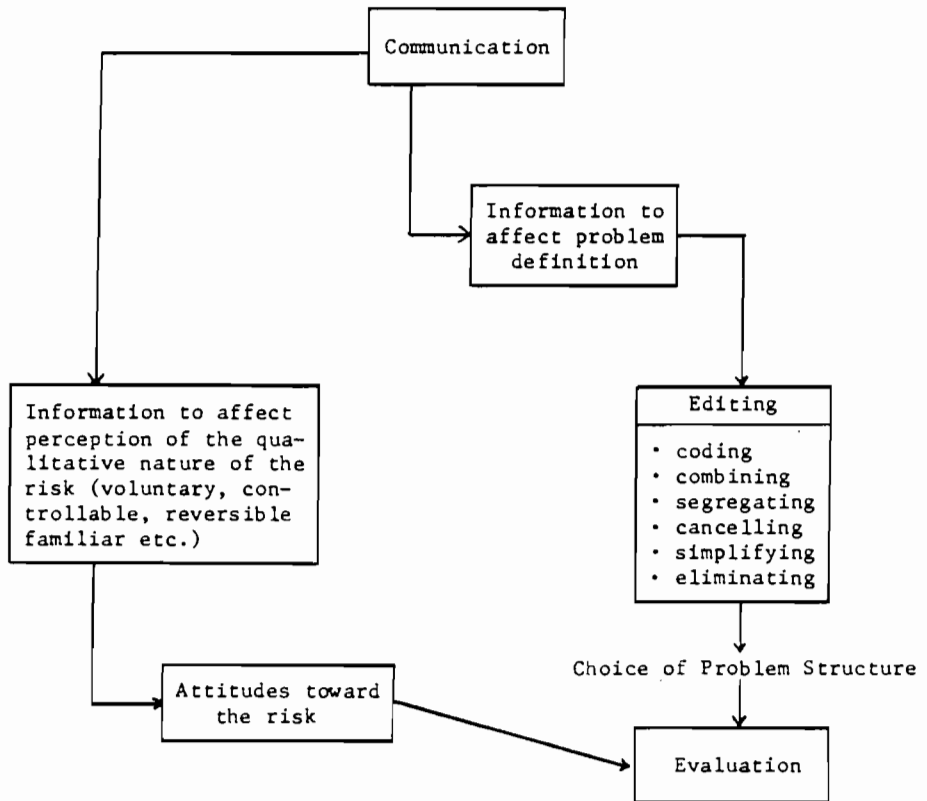 Communication
Information to
affect problem
definition
Information to affect
perception of the qua-
litative nature of the
risk (voluntary, con-
trollable, reversible
familiar etc.)
Editing
• coding
• combining
• segregating
• cancelling
• simplifying
• eliminating
Choice of Problem Structure
Attitudes toward
the risk
Evaluation